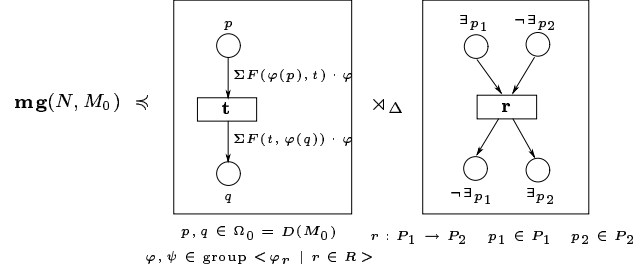 p
∃p₁ ¬∃p₂
ΣF(φ(p), t) · φ
mg(N, M₀) ≼ t ⋊Δ r
ΣF(t, φ(q)) · φ
q
¬∃p₁ ∃p₂
p, q ∈ Ω₀ = D(M₀)
r : P₁ → P₂ p₁ ∈ P₁ p₂ ∈ P₂
φ, ψ ∈ group <φᵣ | r ∈ R>